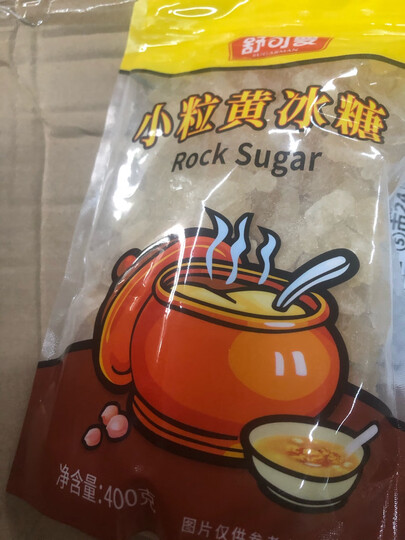 舒可曼
小粒黄冰糖
Rock Sugar
净含量:400克
图片仅供参考